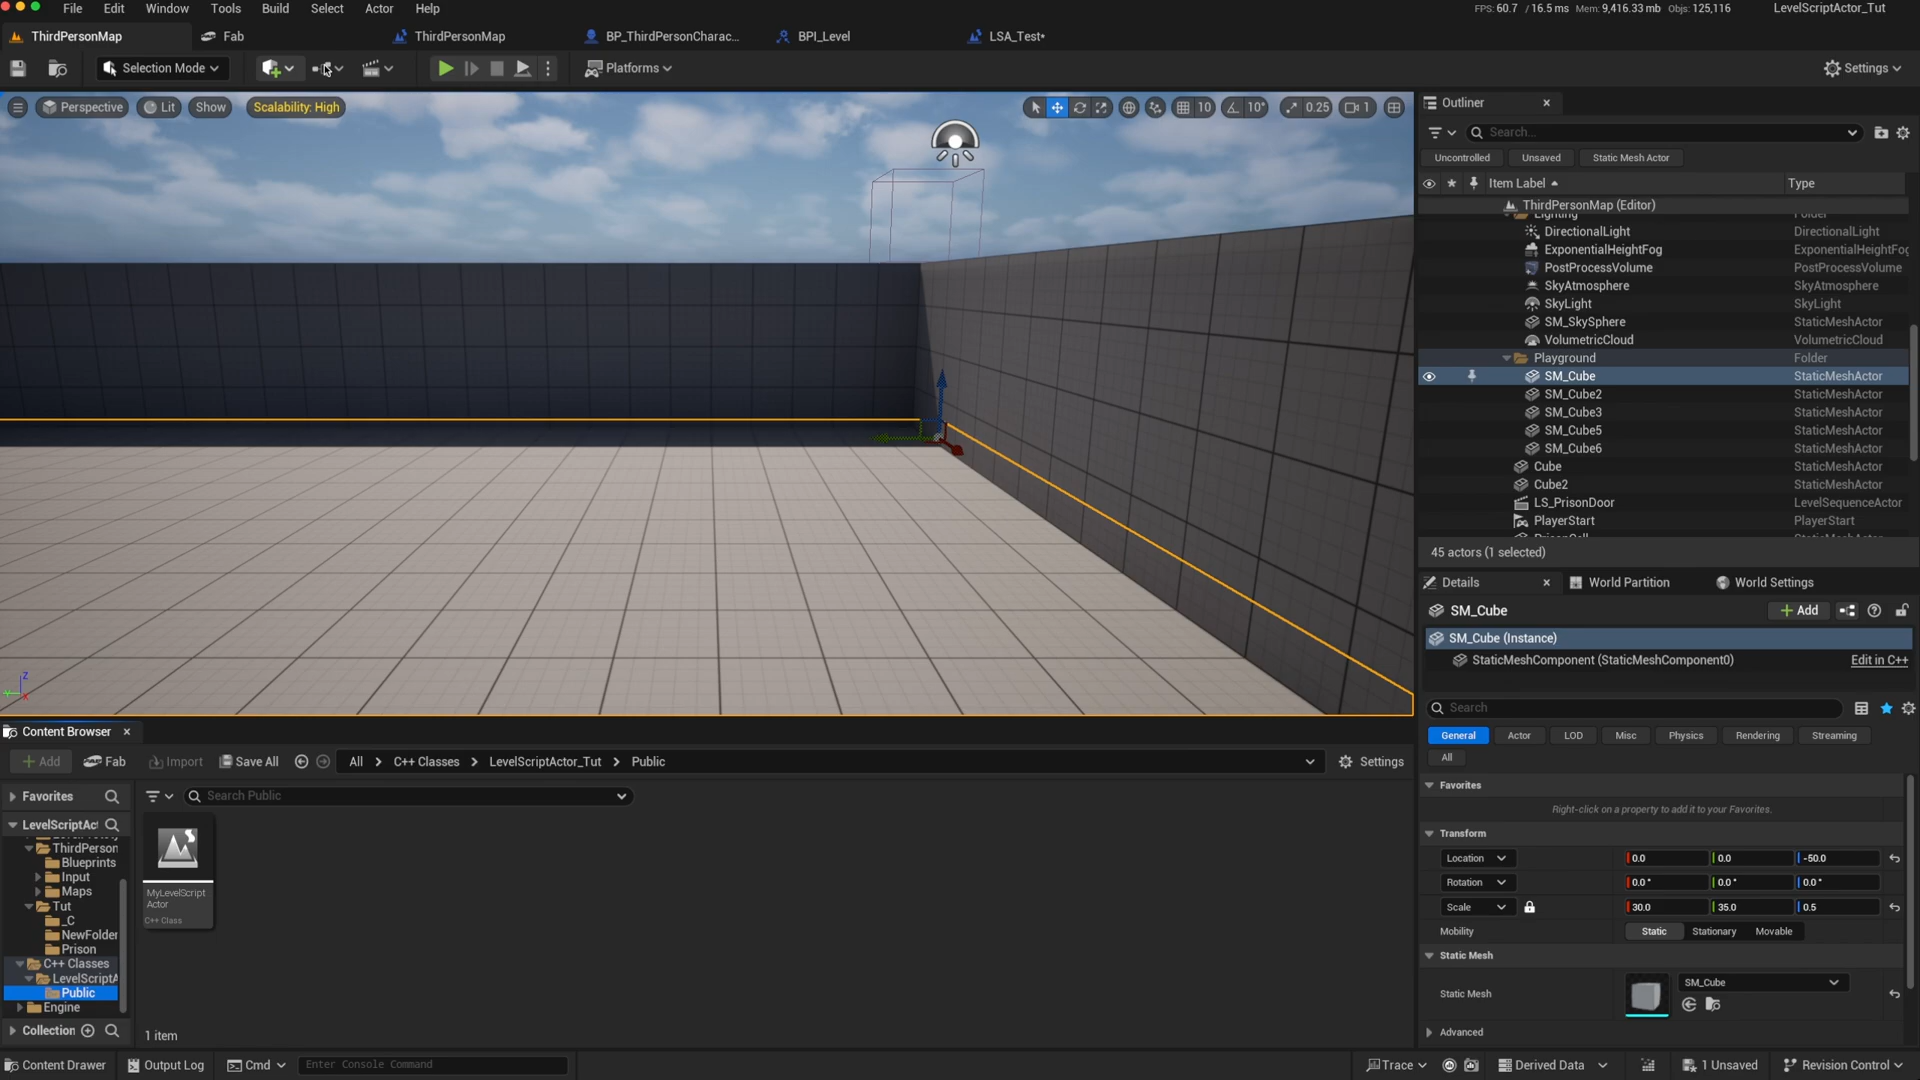 File Edit Window Tools Build Select Actor Help
FPS: 60.7 / 16.5 ms Mem: 9,416.33 mb Objs: 125,116 LevelScriptActor_Tut
ThirdPersonMap Fab ThirdPersonMap BP_ThirdPersonCharac... BPI_Level LSA_Test*
Selection Mode Platforms Settings
Perspective Lit Show Scalability: High 10 10° 0.25 1
Outliner
Search...
Uncontrolled Unsaved Static Mesh Actor
Item Label Type
ThirdPersonMap (Editor)
Lighting Folder
DirectionalLight DirectionalLight
ExponentialHeightFog ExponentialHeightFog
PostProcessVolume PostProcessVolume
SkyAtmosphere SkyAtmosphere
SkyLight SkyLight
SM_SkySphere StaticMeshActor
VolumetricCloud VolumetricCloud
Playground Folder
SM_Cube StaticMeshActor
SM_Cube2 StaticMeshActor
SM_Cube3 StaticMeshActor
SM_Cube5 StaticMeshActor
SM_Cube6 StaticMeshActor
Cube StaticMeshActor
Cube2 StaticMeshActor
LS_PrisonDoor LevelSequenceActor
PlayerStart PlayerStart
45 actors (1 selected)
Details World Partition World Settings
SM_Cube Add
SM_Cube (Instance)
StaticMeshComponent (StaticMeshComponent0) Edit in C++
Search
General Actor LOD Misc Physics Rendering Streaming
All
Favorites
Right-click on a property to add it to your Favorites.
Transform
Location 0.0 0.0 -50.0
Rotation 0.0° 0.0° 0.0°
Scale 30.0 35.0 0.5
Mobility Static Stationary Movable
Static Mesh
Static Mesh SM_Cube
Advanced
z
Content Browser
Add Fab Import Save All All C++ Classes LevelScriptActor_Tut Public Settings
Favorites Search Public
LevelScriptAc
ThirdPerson
Blueprints
Input
Maps
Tut
_C
NewFolder
Prison
C++ Classes
LevelScriptA
Public
Engine
Collection
MyLevelScript
Actor
C++ Class
1 item
Content Drawer Output Log Cmd Enter Console Command Trace Derived Data 1 Unsaved Revision Control